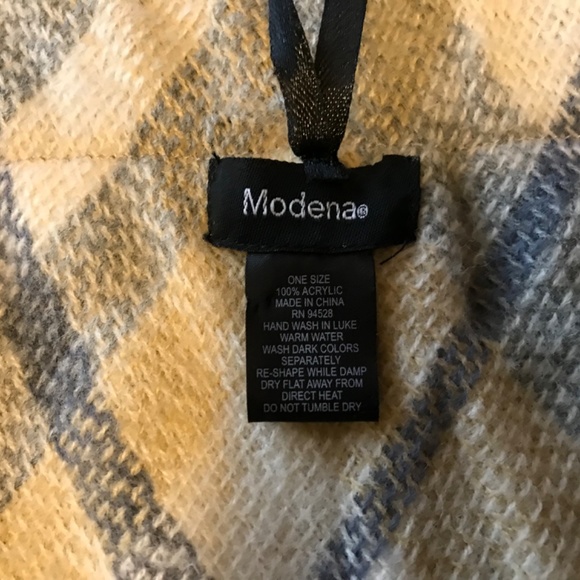 Modena®
ONE SIZE
100% ACRYLIC
MADE IN CHINA
RN 94528
HAND WASH IN LUKE
WARM WATER
WASH DARK COLORS
SEPARATELY
RE-SHAPE WHILE DAMP
DRY FLAT AWAY FROM
DIRECT HEAT
DO NOT TUMBLE DRY